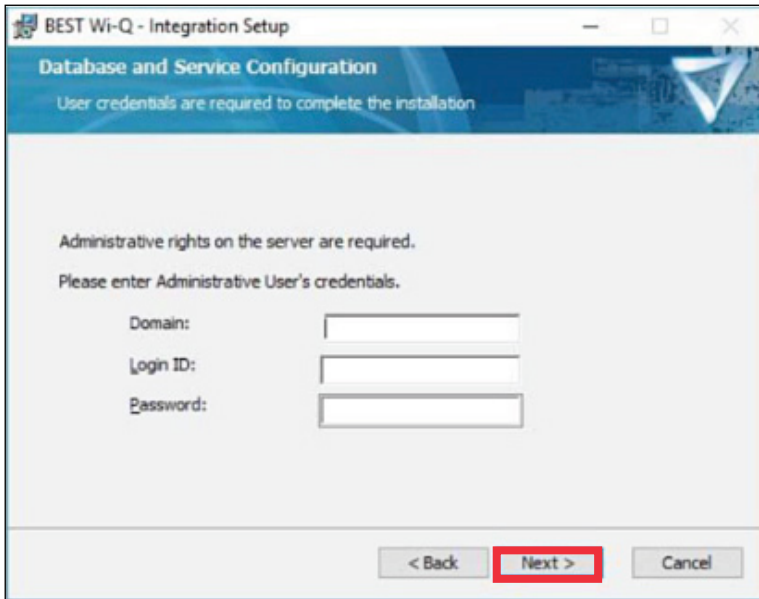 BEST Wi-Q - Integration Setup
Database and Service Configuration
User credentials are required to complete the installation
Administrative rights on the server are required.
Please enter Administrative User's credentials.
Domain:
Login ID:
Password:
< Back Next > Cancel